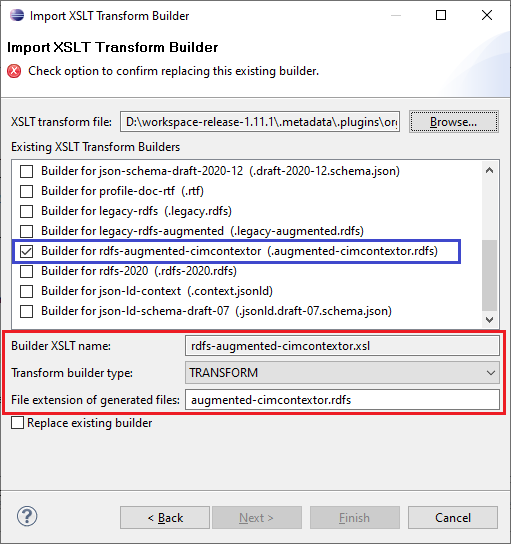 Import XSLT Transform Builder
Import XSLT Transform Builder
Check option to confirm replacing this existing builder.
XSLT transform file: D:\workspace-release-1.11.1\.metadata\.plugins\org Browse...
Existing XSLT Transform Builders
Builder for json-schema-draft-2020-12 (.draft-2020-12.schema.json)
Builder for profile-doc-rtf (.rtf)
Builder for legacy-rdfs (.legacy.rdfs)
Builder for legacy-rdfs-augmented (.legacy-augmented.rdfs)
Builder for rdfs-augmented-cimcontextor (.augmented-cimcontextor.rdfs)
Builder for rdfs-2020 (.rdfs-2020.rdfs)
Builder for json-ld-context (.context.jsonld)
Builder for json-ld-schema-draft-07 (.jsonld.draft-07.schema.json)
Builder XSLT name: rdfs-augmented-cimcontextor.xsl
Transform builder type: TRANSFORM
File extension of generated files: augmented-cimcontextor.rdfs
Replace existing builder
? < Back Next > Finish Cancel